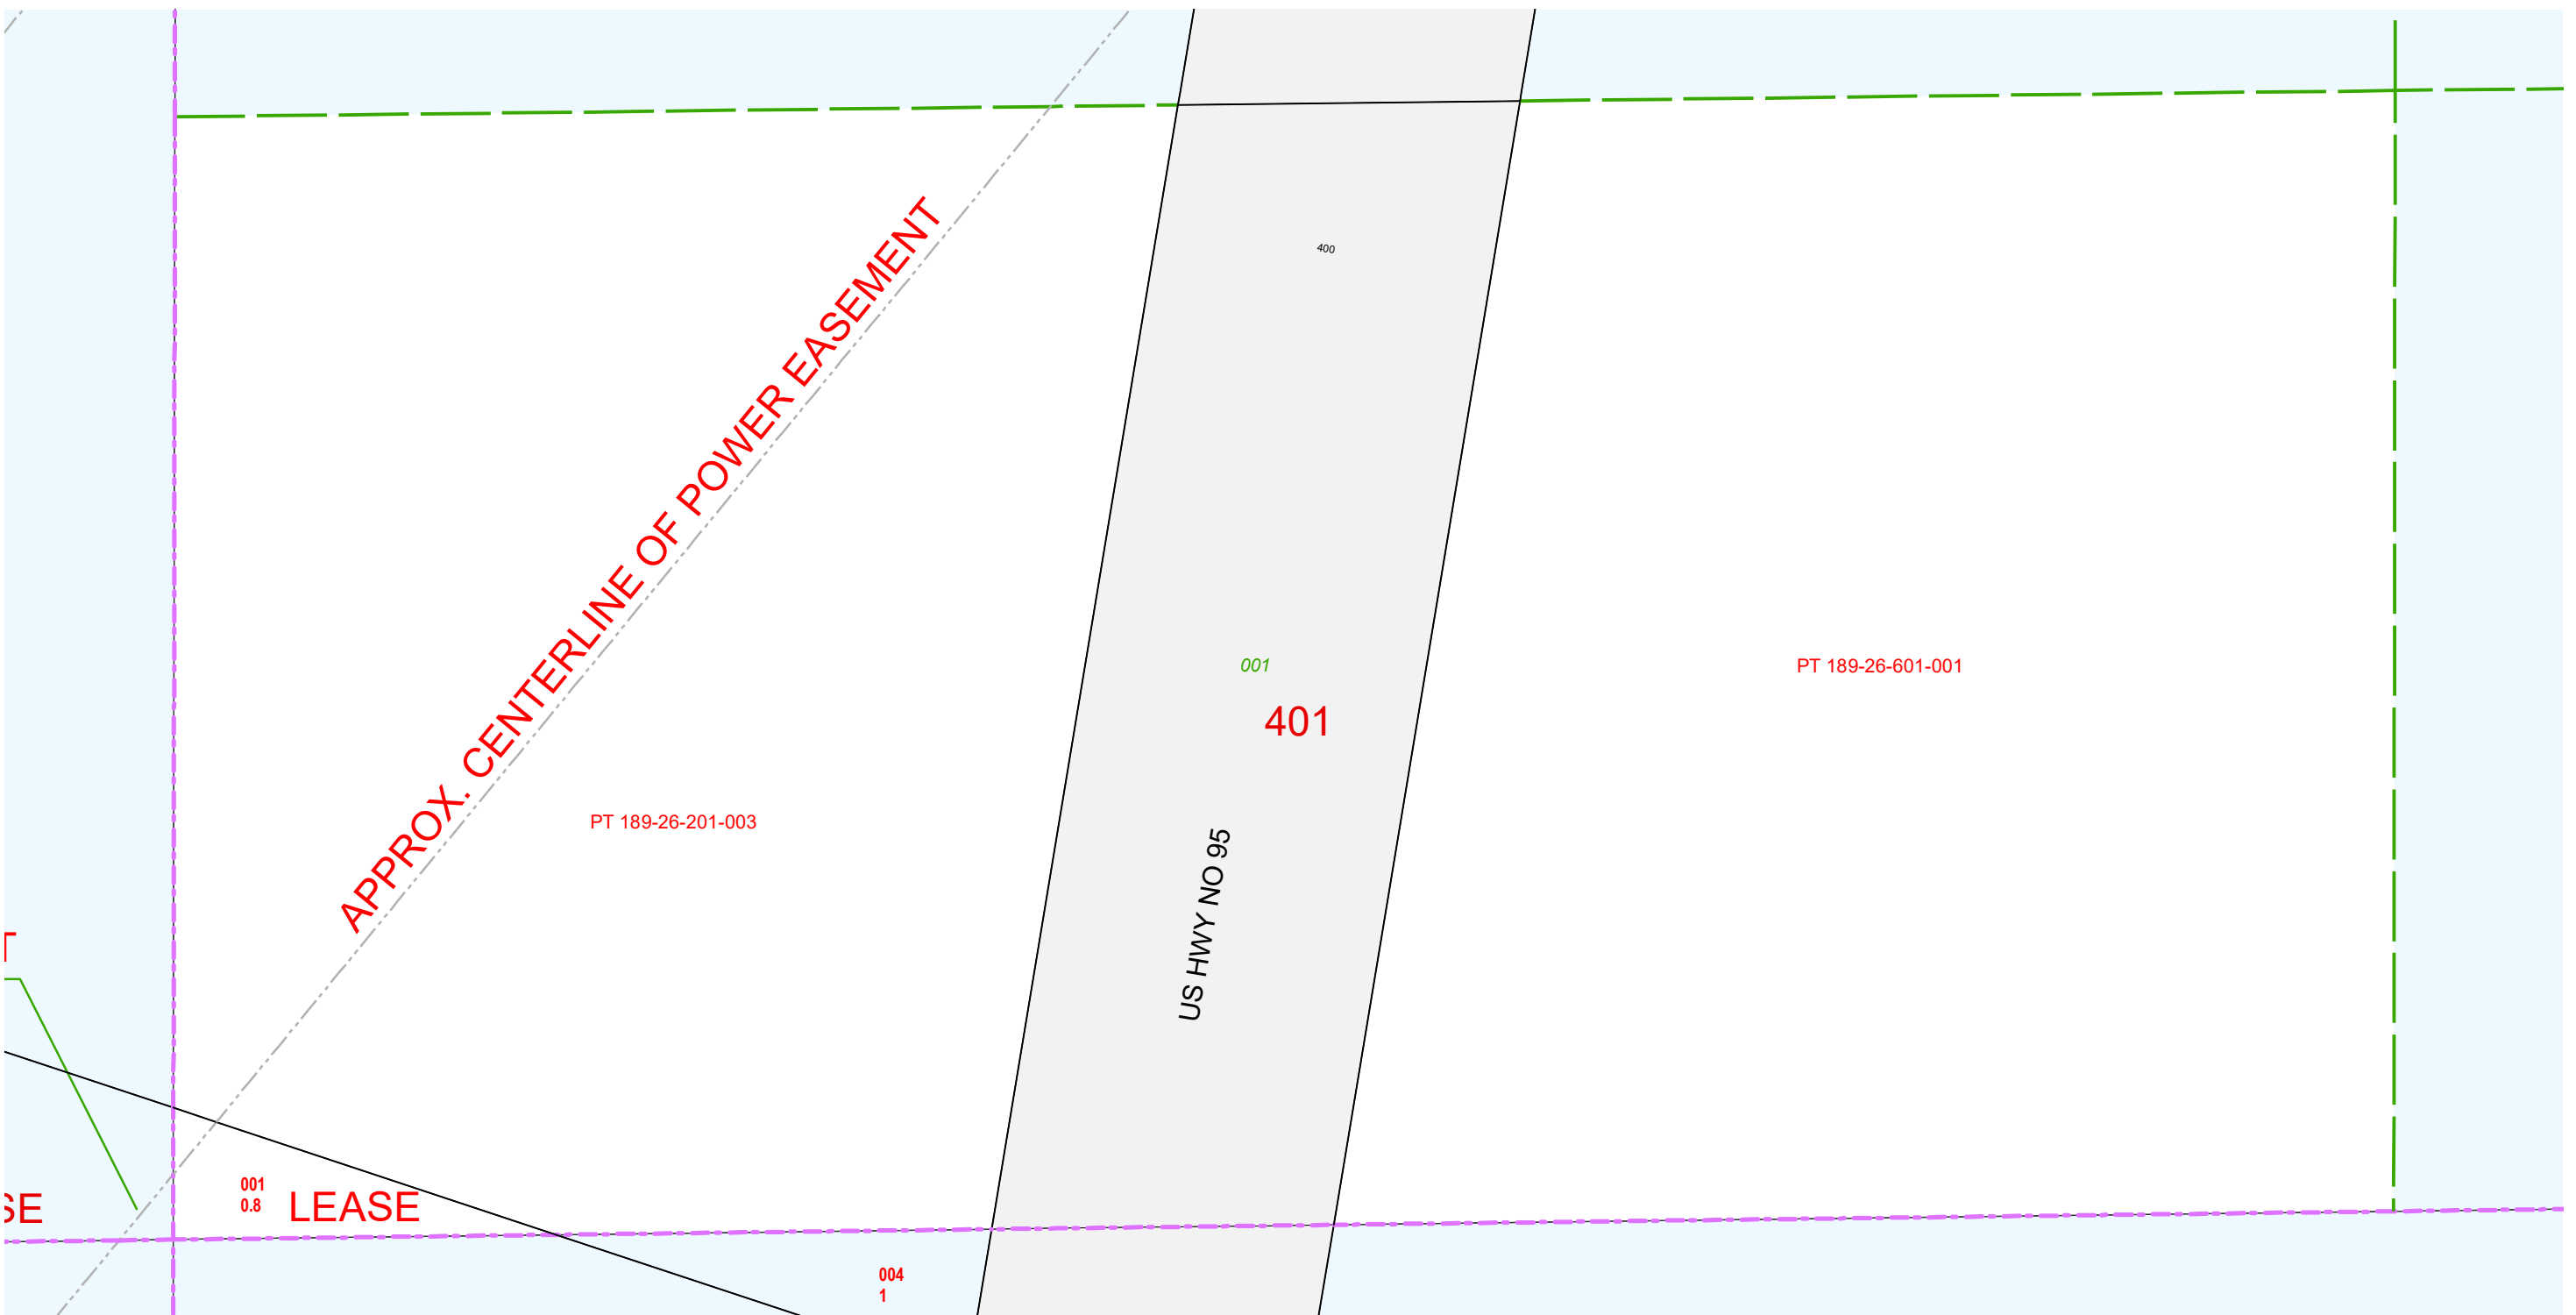 400
APPROX. CENTERLINE OF POWER EASEMENT
001
PT 189-26-601-001
401
PT 189-26-201-003
US HWY NO 95
T
001
0.8
LEASE
SE
004
1